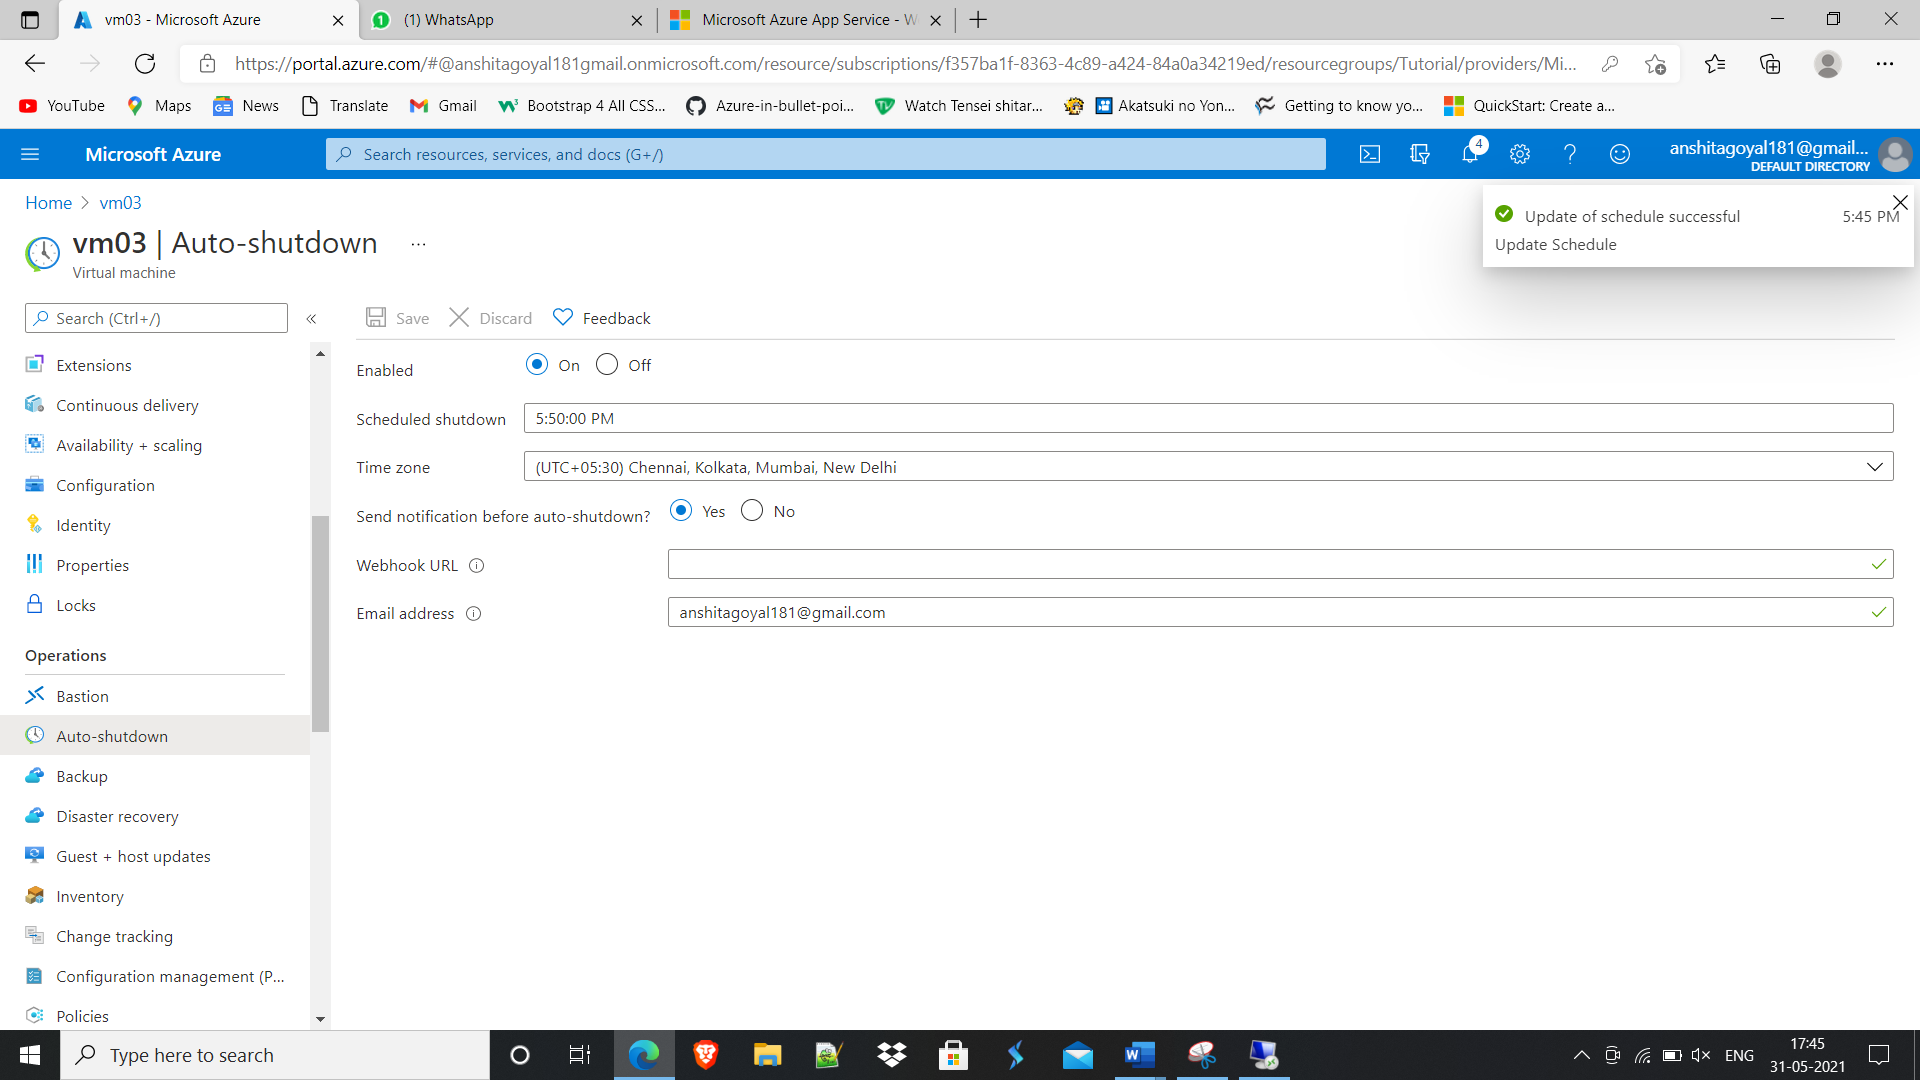 vm03 - Microsoft Azure
(1) WhatsApp
Microsoft Azure App Service - W
https://portal.azure.com/#@anshitagoyal181gmail.onmicrosoft.com/resource/subscriptions/f357ba1f-8363-4c89-a424-84a0a34219ed/resourcegroups/Tutorial/providers/Mi...
YouTube
Maps
News
Translate
Gmail
Bootstrap 4 All CSS...
Azure-in-bullet-poi...
Watch Tensei shitar...
Akatsuki no Yon...
Getting to know yo...
QuickStart: Create a...
Microsoft Azure
Search resources, services, and docs (G+/)
4
anshitagoyal181@gmail....
DEFAULT DIRECTORY
Home > vm03
Update of schedule successful
5:45 PM
Update Schedule
vm03 | Auto-shutdown ...
Virtual machine
Search (Ctrl+/)
«
Save
Discard
Feedback
Extensions
Continuous delivery
Availability + scaling
Configuration
Identity
Properties
Locks
Operations
Bastion
Auto-shutdown
Backup
Disaster recovery
Guest + host updates
Inventory
Change tracking
Configuration management (P...
Policies
Enabled
On
Off
Scheduled shutdown
5:50:00 PM
Time zone
(UTC+05:30) Chennai, Kolkata, Mumbai, New Delhi
Send notification before auto-shutdown?
Yes
No
Webhook URL
Email address
anshitagoyal181@gmail.com
Type here to search
ENG
17:45
31-05-2021